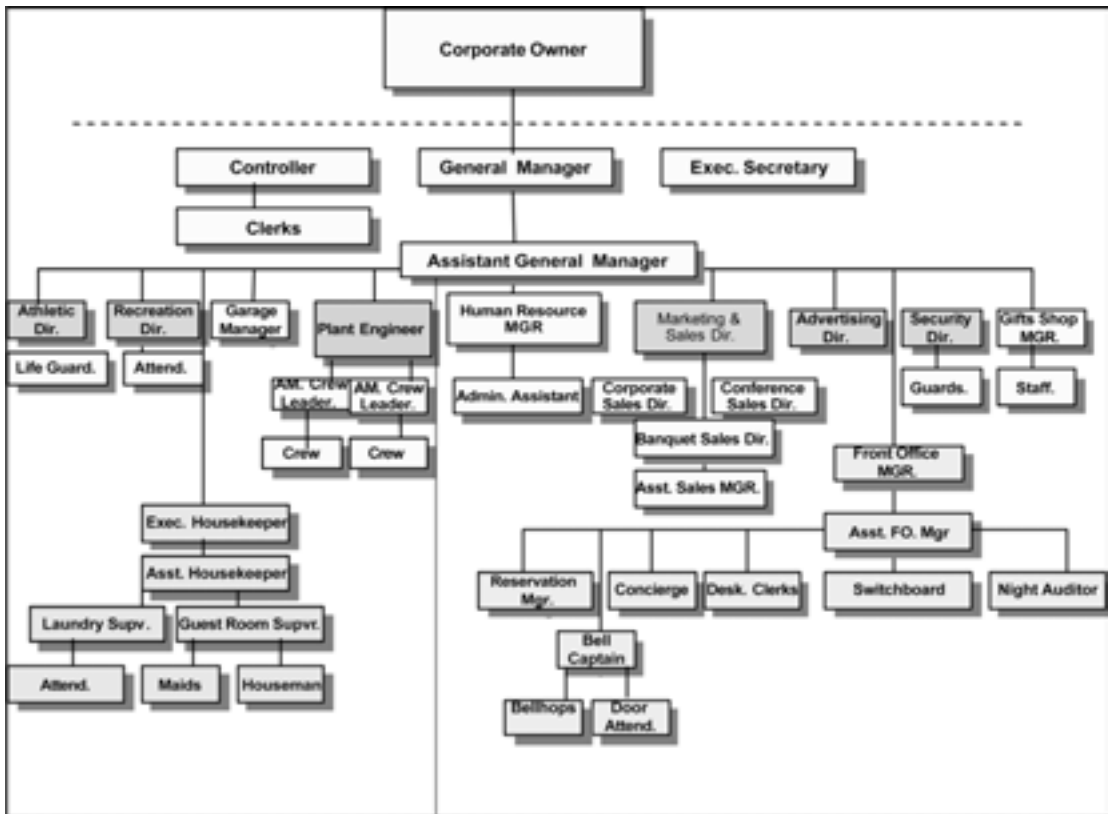 Corporate Owner
Controller
General Manager
Exec. Secretary
Clerks
Assistant General Manager
Athletic
Dir.
Recreation
Dir.
Garage
Manager
Plant Engineer
Human Resource
MGR
Marketing &
Sales Dir.
Advertising
Dir.
Security
Dir.
Gifts Shop
MGR.
Life Guard.
Attend.
AM. Crew
Leader.
AM. Crew
Leader.
Admin. Assistant
Corporate
Sales Dir.
Conference
Sales Dir.
Guards.
Staff.
Crew
Crew
Banquet Sales Dir.
Asst. Sales MGR.
Front Office
MGR.
Exec. Housekeeper
Asst. FO. Mgr
Asst. Housekeeper
Reservation
Mgr.
Concierge
Desk. Clerks
Switchboard
Night Auditor
Laundry Supv.
Guest Room Supvr.
Bell
Captain
Attend.
Maids
Houseman
Bellhops
Door
Attend.